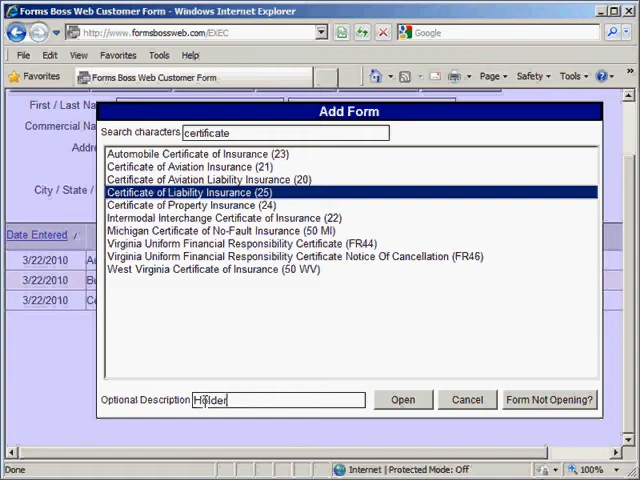 Forms Boss Web Customer Form - Windows Internet Explorer
http://www.formsbossweb.com/EXEC
Google
File Edit View Favorites Tools Help
Favorites Forms Boss Web Customer Form Page Safety Tools
First / Last Na
Commercial Name
Addre
City / State /
Date Entered
3/22/2010 Au
3/22/2010 Bu
3/22/2010 Ce
Add Form
Search characters certificate
Automobile Certificate of Insurance (23)
Certificate of Aviation Insurance (21)
Certificate of Aviation Liability Insurance (20)
Certificate of Liability Insurance (25)
Certificate of Property Insurance (24)
Intermodal Interchange Certificate of Insurance (22)
Michigan Certificate of No-Fault Insurance (50 MI)
Virginia Uniform Financial Responsibility Certificate (FR44)
Virginia Uniform Financial Responsibility Certificate Notice Of Cancellation (FR46)
West Virginia Certificate of Insurance (50 WV)
Optional Description Holder Open Cancel Form Not Opening?
Done Internet | Protected Mode: Off 100%